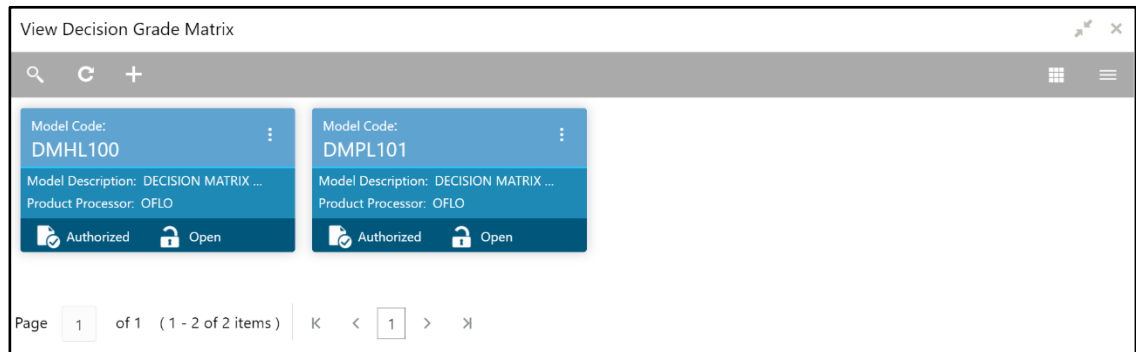 View Decision Grade Matrix
Model Code:
DMHL100
Model Description: DECISION MATRIX ...
Product Processor: OFLO
Authorized Open
Model Code:
DMPL101
Model Description: DECISION MATRIX ...
Product Processor: OFLO
Authorized Open
Page 1 of 1 (1 - 2 of 2 items) 1